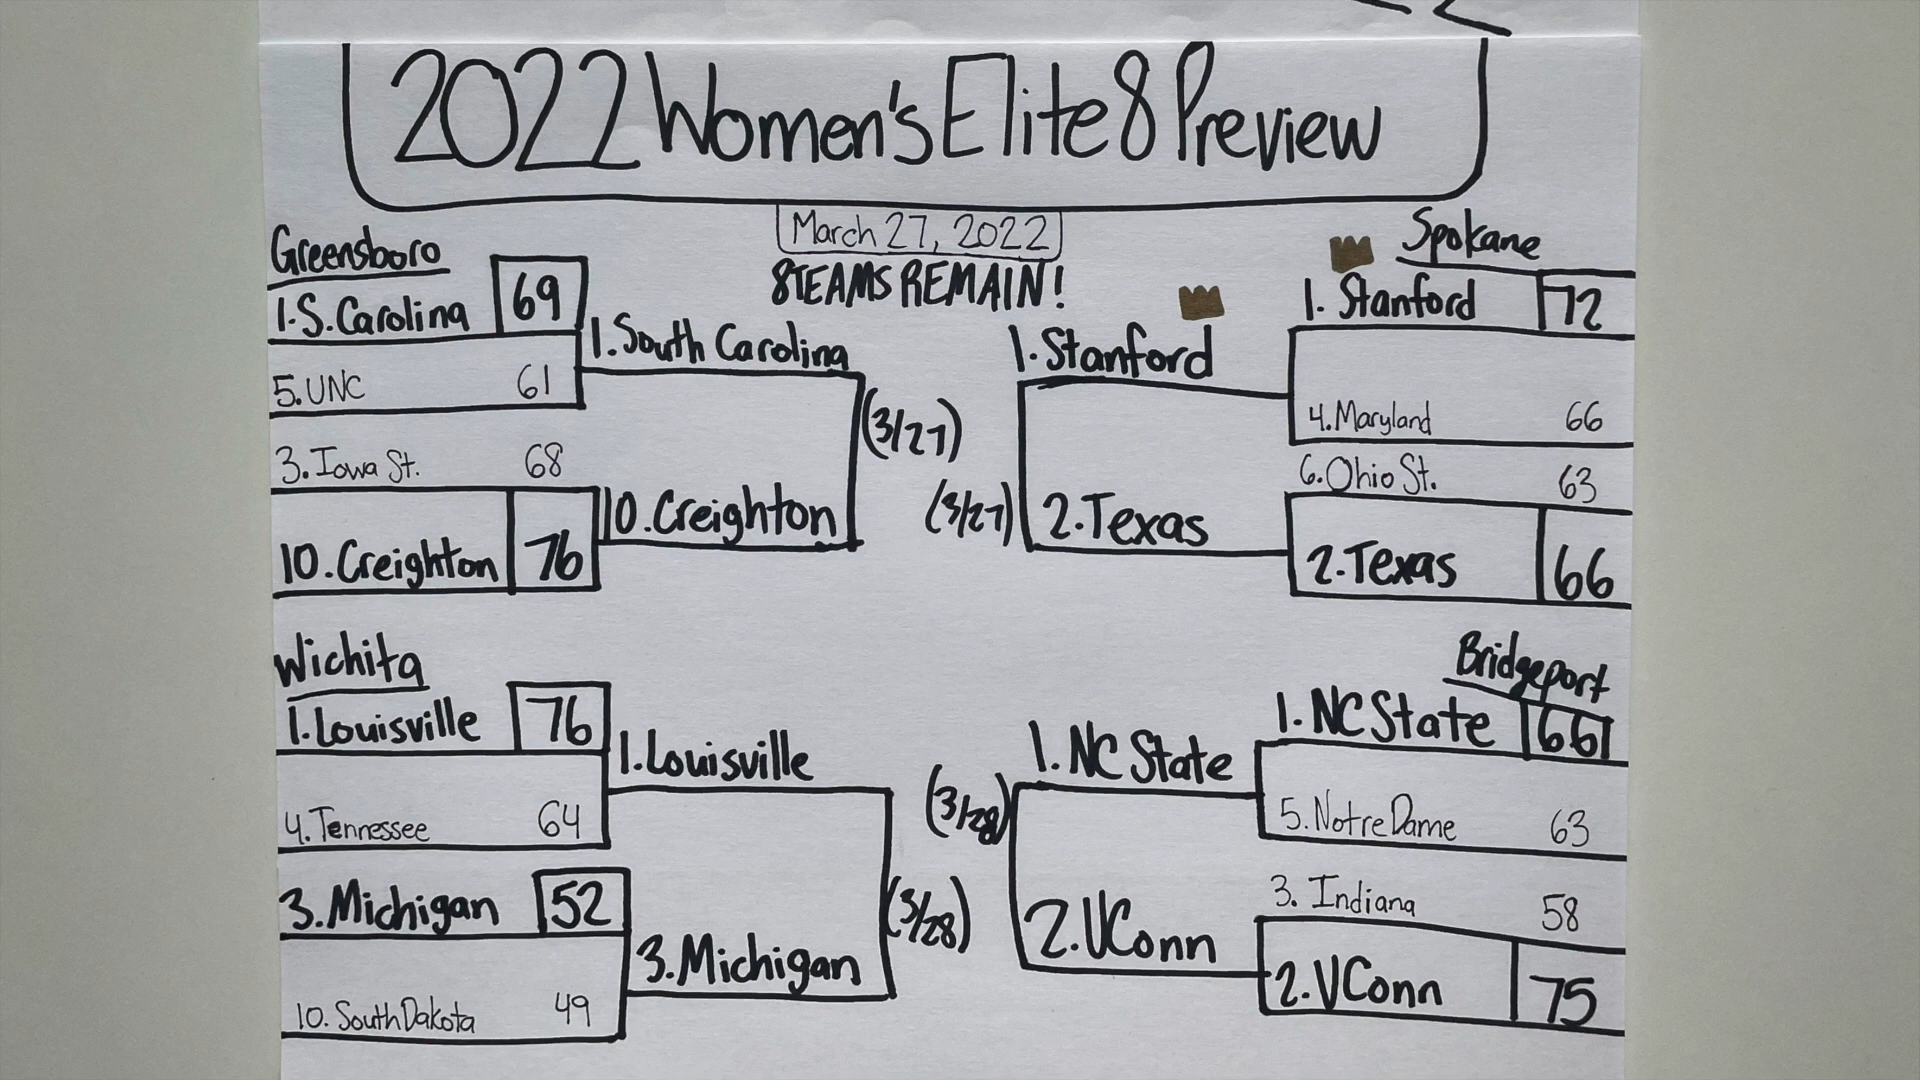 2022 Women's Elite 8 Preview
March 27, 2022
8 TEAMS REMAIN!
Greensboro
1. S. Carolina 69
5. UNC 61
3. Iowa St. 68
10. Creighton 76
1. South Carolina
(3/27)
10. Creighton
Wichita
1. Louisville 76
4. Tennessee 64
3. Michigan 52
10. South Dakota 49
1. Louisville
(3/28)
3. Michigan
Spokane
1. Stanford 72
4. Maryland 66
6. Ohio St. 63
2. Texas 66
1. Stanford
(3/27)
2. Texas
Bridgeport
1. NC State 66
5. Notre Dame 63
3. Indiana 58
2. UConn 75
1. NC State
(3/28)
2. UConn